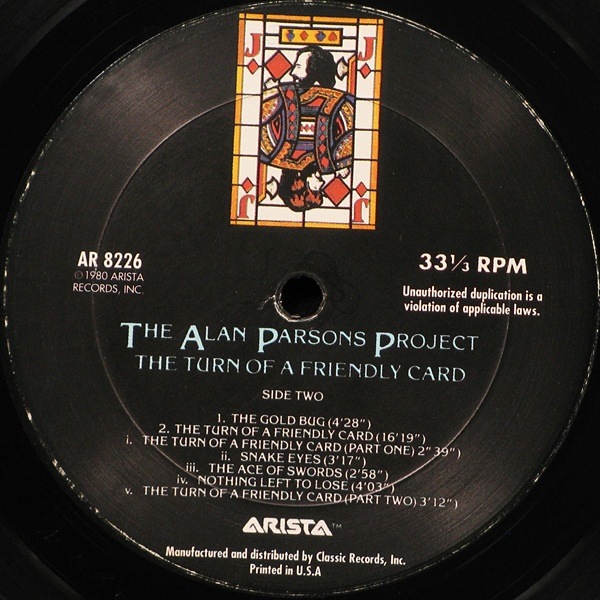 J J
AR 8226
©1980 ARISTA
RECORDS, INC.
33⅓ RPM
Unauthorized duplication is a
violation of applicable laws.
THE ALAN PARSONS PROJECT
THE TURN OF A FRIENDLY CARD
SIDE TWO
1. THE GOLD BUG (4'28")
2. THE TURN OF A FRIENDLY CARD (16'19")
i. THE TURN OF A FRIENDLY CARD (PART ONE) 2"39")
ii. SNAKE EYES (3'17")
iii. THE ACE OF SWORDS (2'58")
iv. NOTHING LEFT TO LOSE (4'03")
v. THE TURN OF A FRIENDLY CARD (PART TWO) 3'12")
ARISTA™
Manufactured and distributed by Classic Records, Inc.
Printed in U.S.A